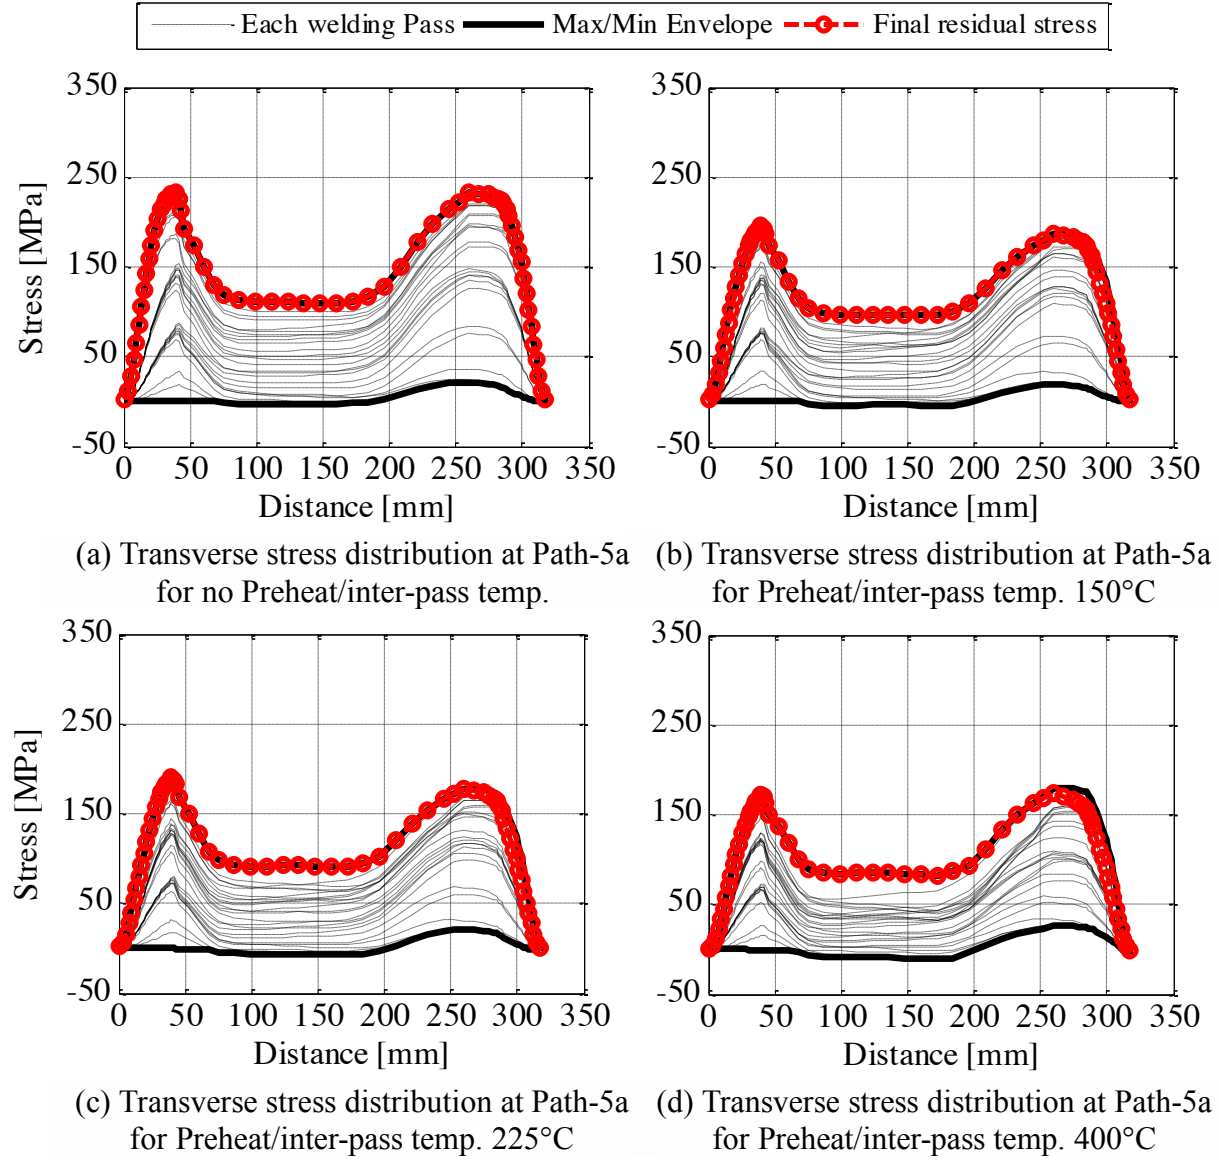 Each welding Pass Max/Min Envelope Final residual stress
350
250
150
50
-50
Stress [MPa]
0 50 100 150 200 250 300 350
Distance [mm]
(a) Transverse stress distribution at Path-5a
for no Preheat/inter-pass temp.
350
250
150
50
-50
0 50 100 150 200 250 300 350
Distance [mm]
(b) Transverse stress distribution at Path-5a
for Preheat/inter-pass temp. 150°C
350
250
150
50
-50
Stress [MPa]
0 50 100 150 200 250 300 350
Distance [mm]
(c) Transverse stress distribution at Path-5a
for Preheat/inter-pass temp. 225°C
350
250
150
50
-50
0 50 100 150 200 250 300 350
Distance [mm]
(d) Transverse stress distribution at Path-5a
for Preheat/inter-pass temp. 400°C